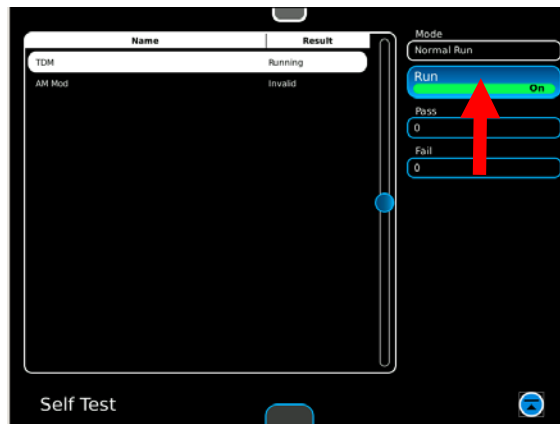 Name Result
TDM Running
AM Mod Invalid
Mode
Normal Run
Run
On
Pass
0
Fail
0
Self Test